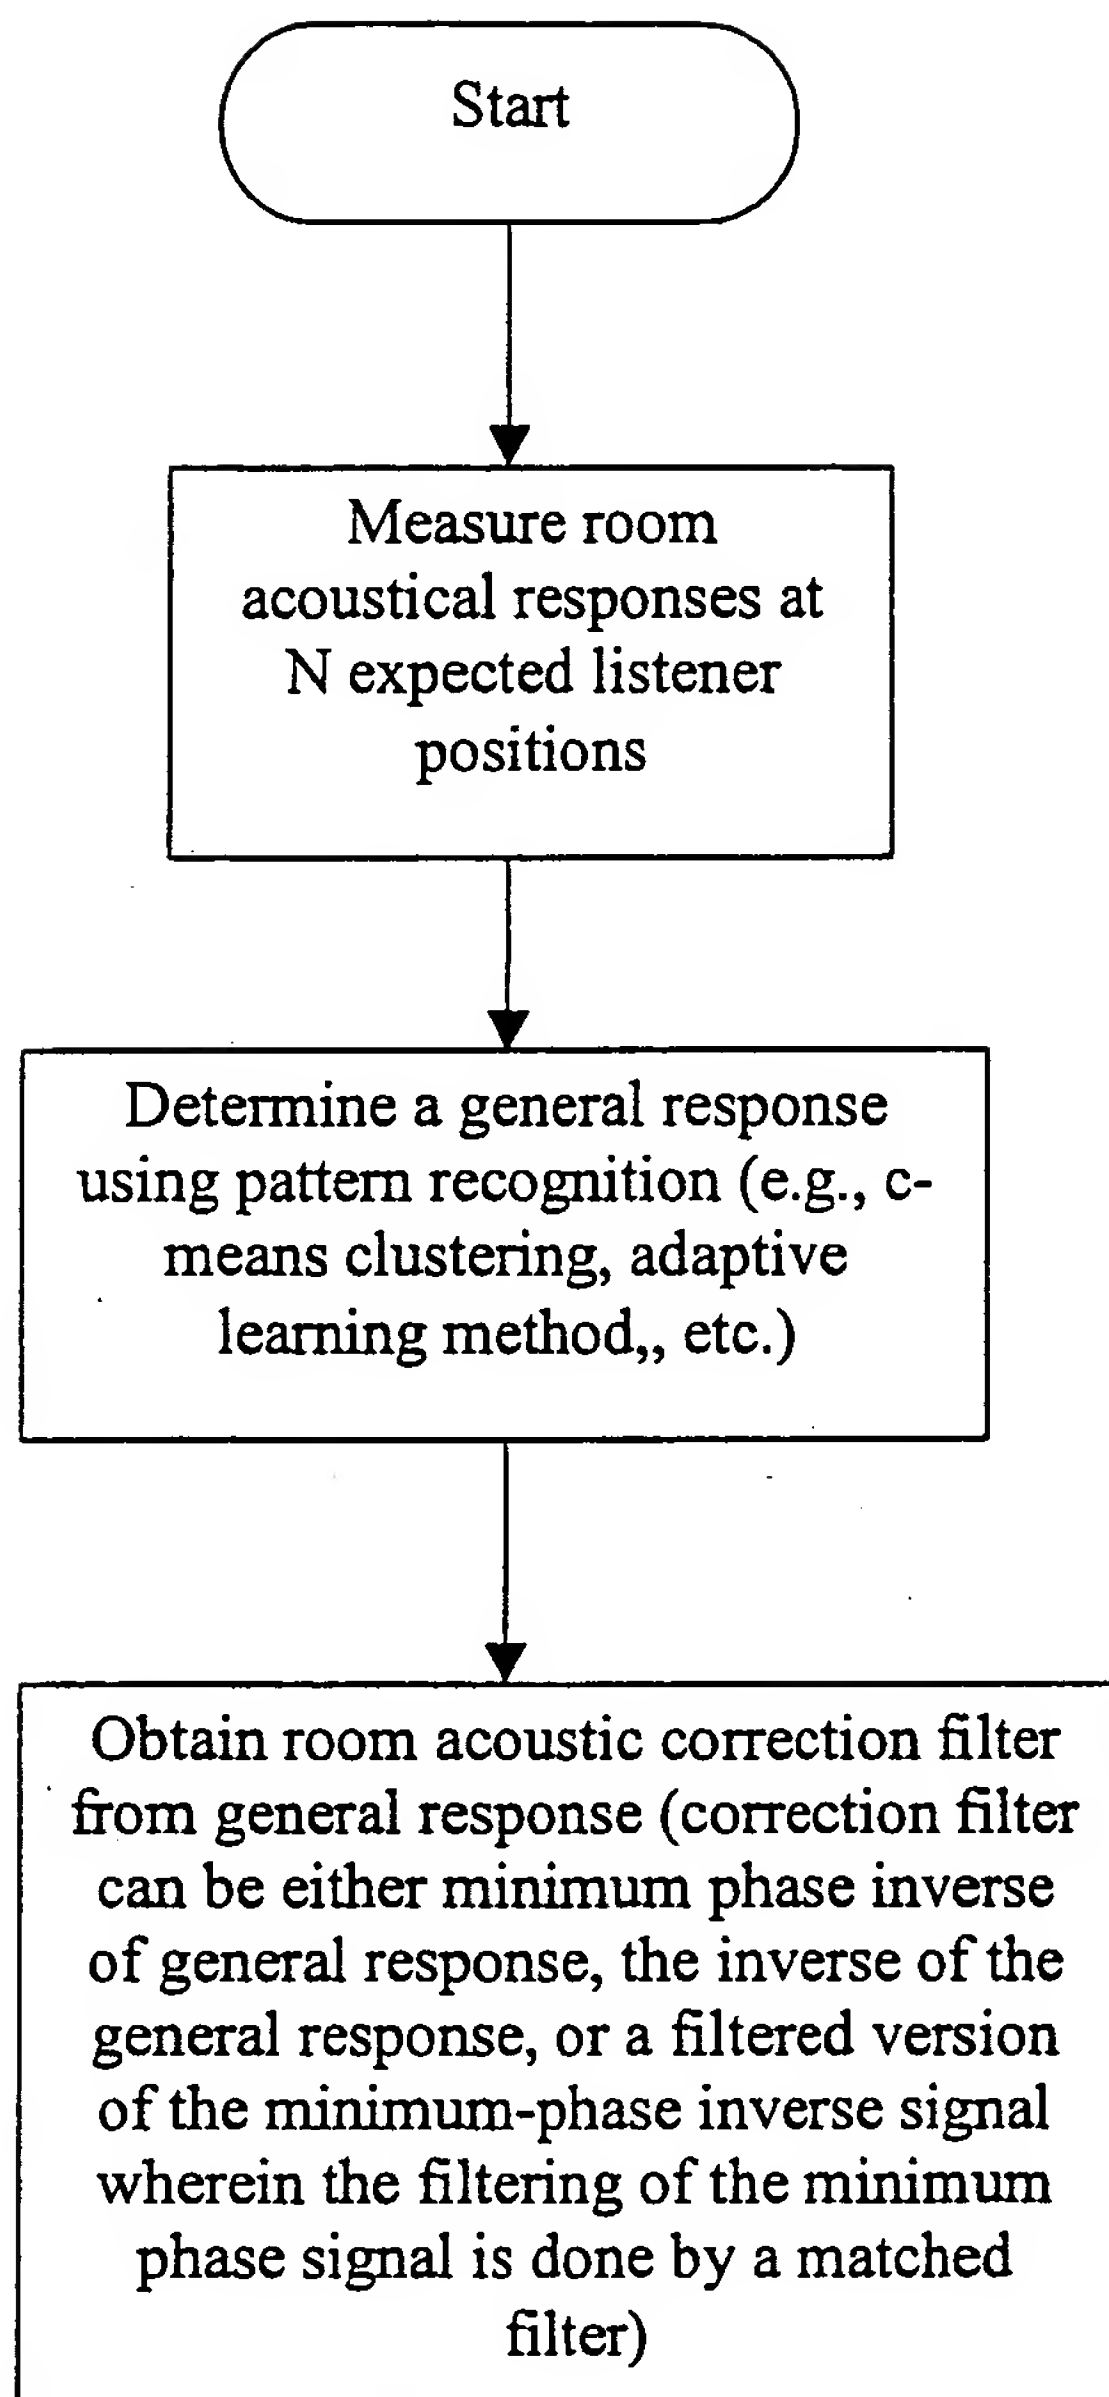 Start
Measure room
acoustical responses at
N expected listener
positions
Determine a general response
using pattern recognition (e.g., c-
means clustering, adaptive
learning method,, etc.)
Obtain room acoustic correction filter
from general response (correction filter
can be either minimum phase inverse
of general response, the inverse of the
general response, or a filtered version
of the minimum-phase inverse signal
wherein the filtering of the minimum
phase signal is done by a matched
filter)